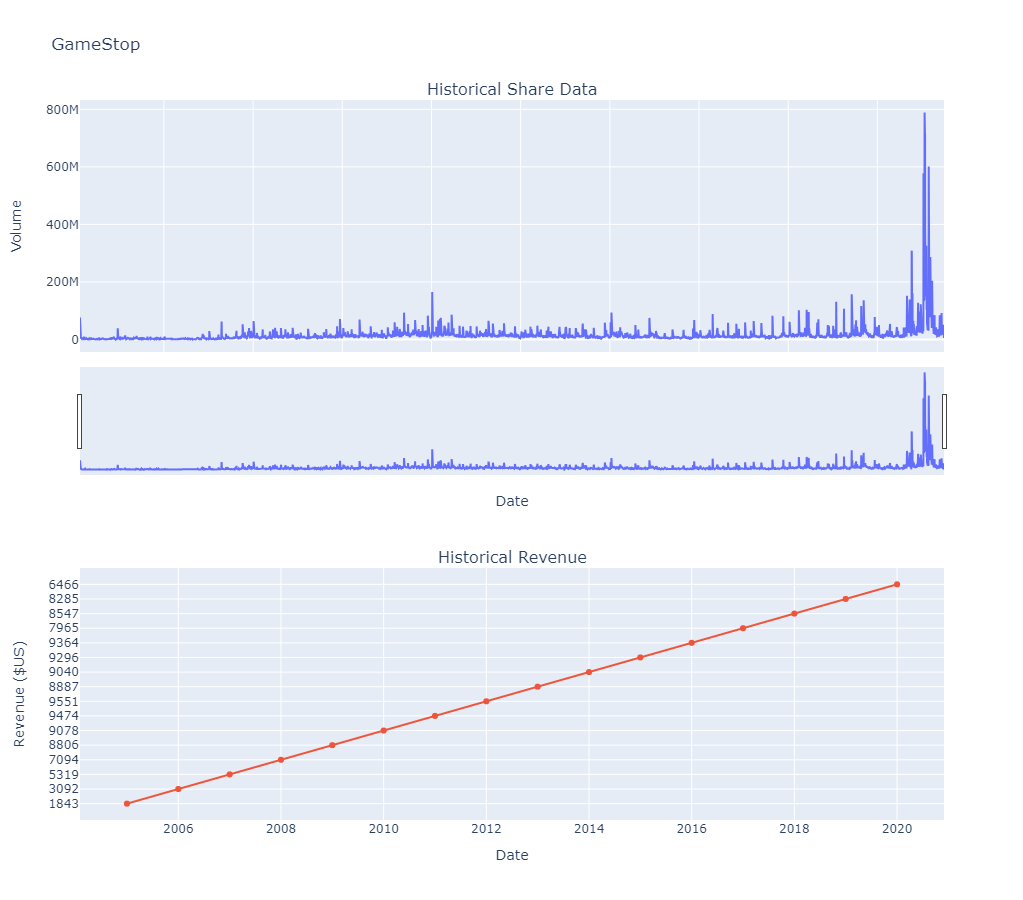 GameStop
Historical Share Data
800M
600M
400M
200M
0
Volume
Date
Historical Revenue
6466
8285
8547
7965
9364
9296
9040
8887
9551
9474
9078
8806
7094
5319
3092
1843
Revenue ($US)
2006 2008 2010 2012 2014 2016 2018 2020
Date